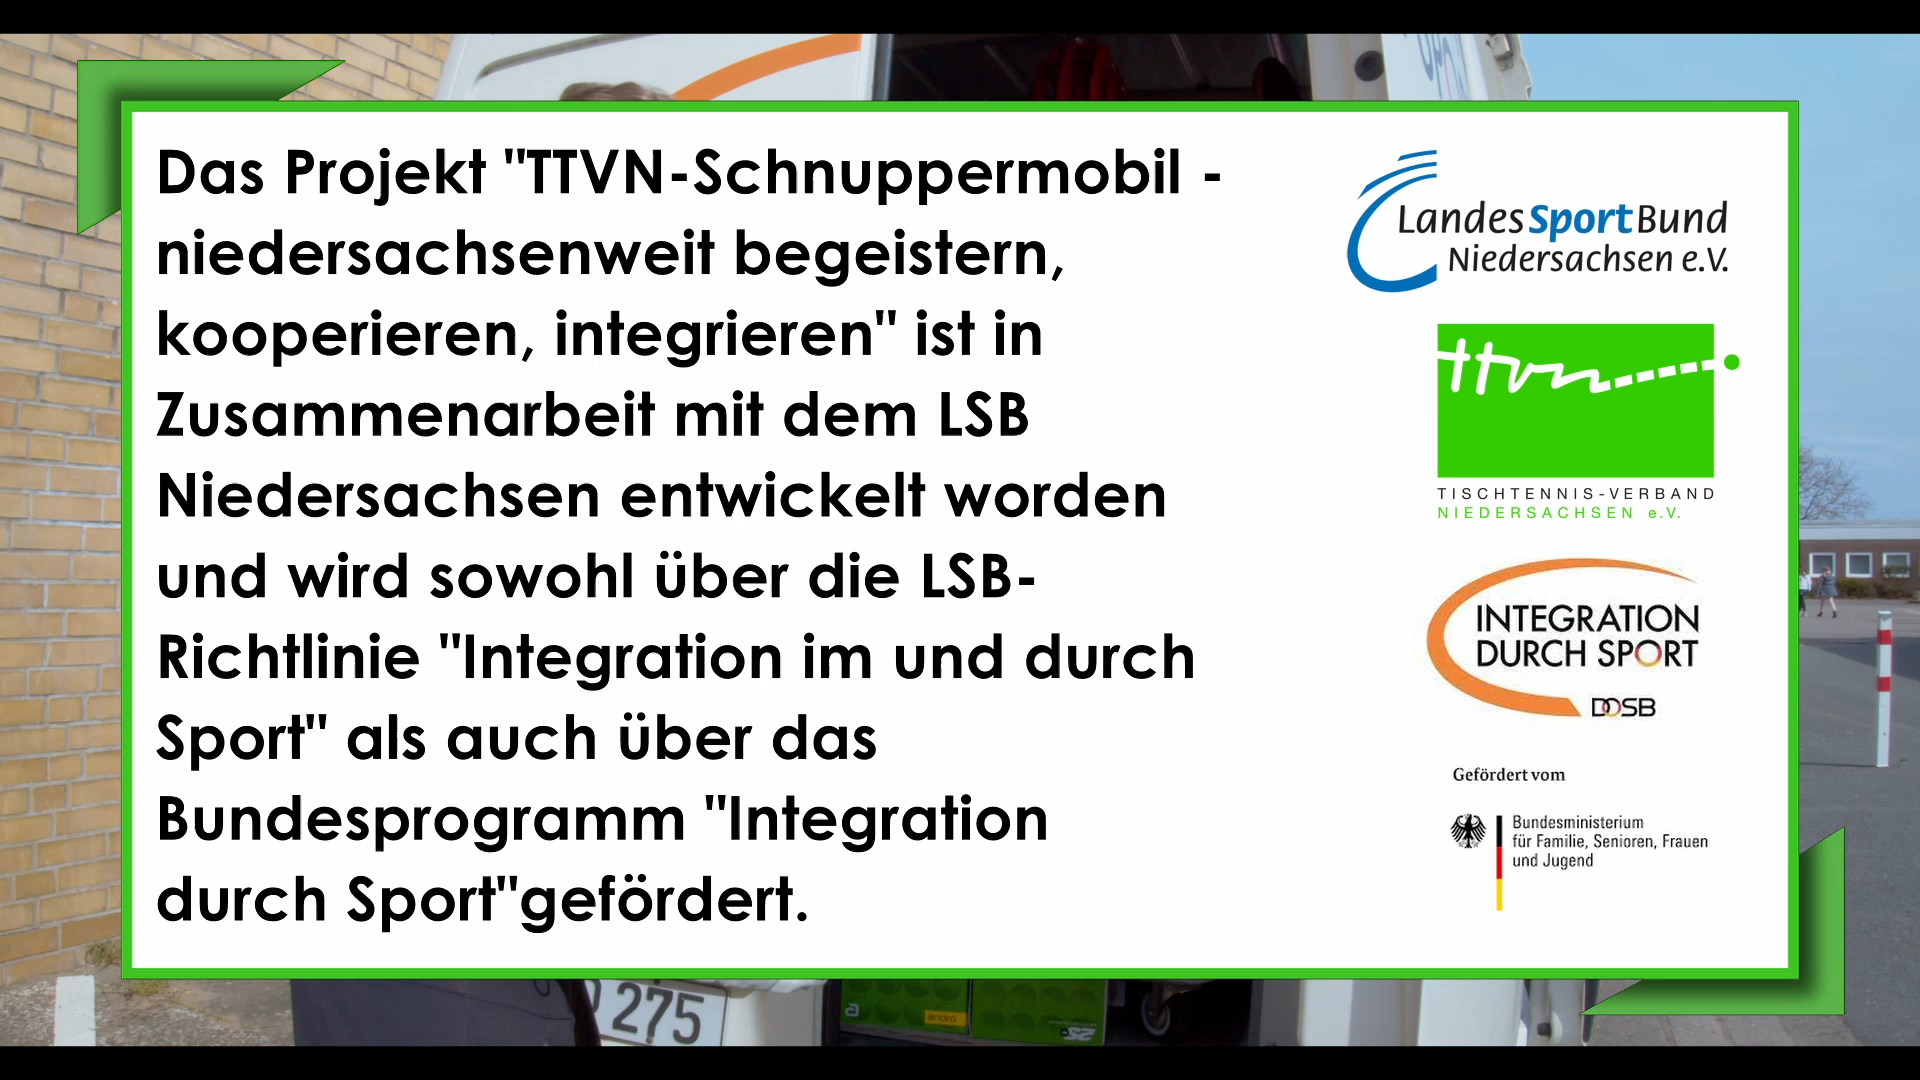 Das Projekt "TTVN-Schnuppermobil -
niedersachsenweit begeistern,
kooperieren, integrieren" ist in
Zusammenarbeit mit dem LSB
Niedersachsen entwickelt worden
und wird sowohl über die LSB-
Richtlinie "Integration im und durch
Sport" als auch über das
Bundesprogramm "Integration
durch Sport"gefördert.
LandesSportBund
Niedersachsen e.V.
ttvn
TISCHTENNIS-VERBAND
NIEDERSACHSEN e.V.
INTEGRATION
DURCH SPORT
DOSB
Gefördert vom
Bundesministerium
für Familie, Senioren, Frauen
und Jugend
275
andro